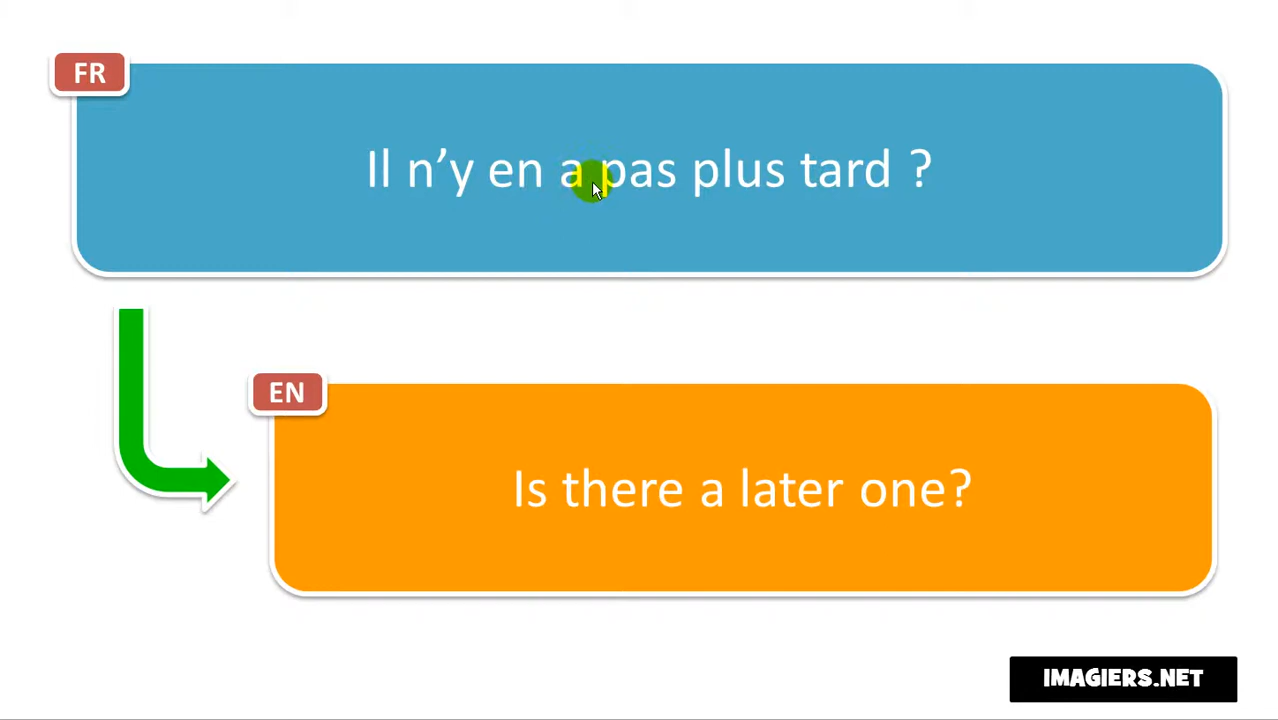 FR
Il n’y en a pas plus tard ?
EN
Is there a later one?
IMAGIERS.NET